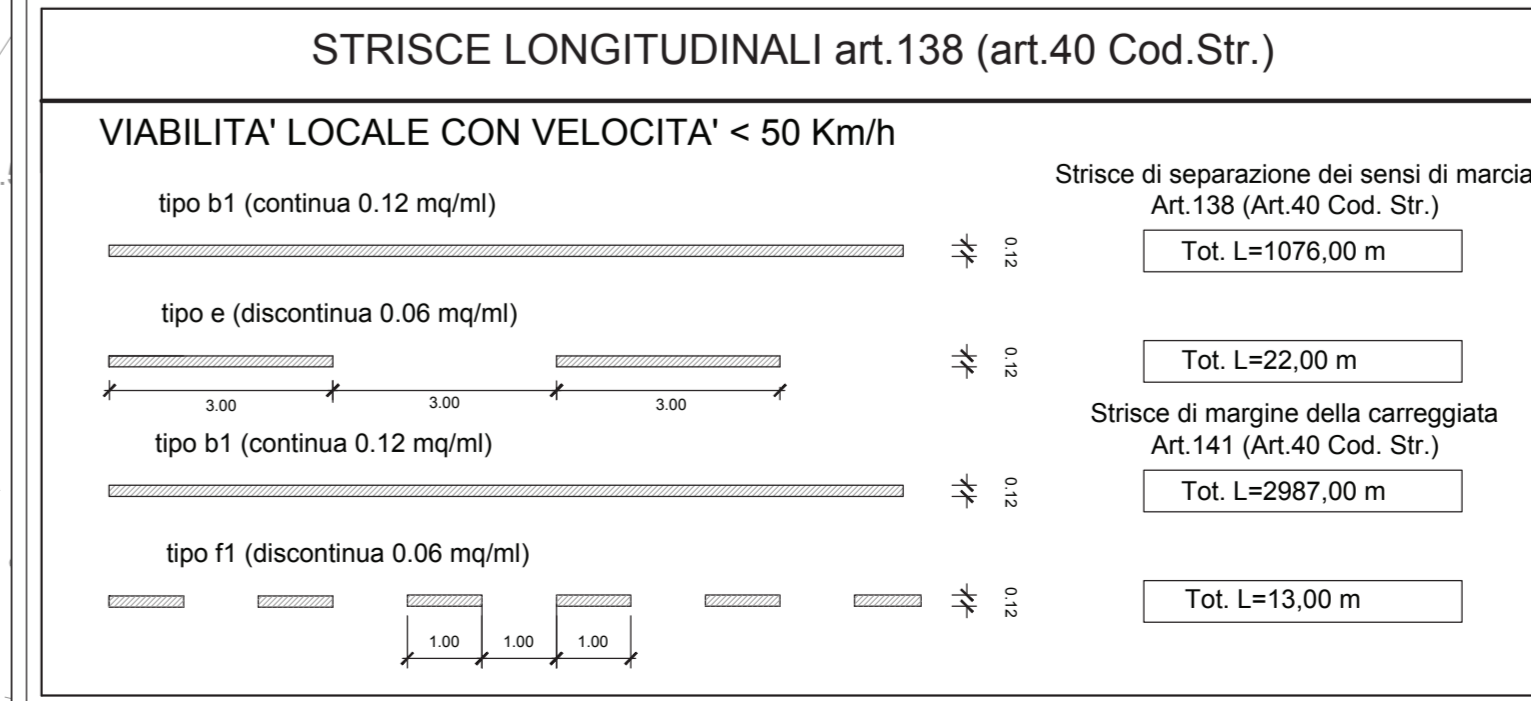 STRISCE LONGITUDINALI art.138 (art.40 Cod.Str.)
VIABILITA' LOCALE CON VELOCITA' < 50 Km/h
Strisce di separazione dei sensi di marcia
Art.138 (Art.40 Cod. Str.)
tipo b1 (continua 0.12 mq/ml)
0.12
Tot. L=1076,00 m
tipo e (discontinua 0.06 mq/ml)
0.12
Tot. L=22,00 m
3.00 3.00 3.00
Strisce di margine della carreggiata
Art.141 (Art.40 Cod. Str.)
tipo b1 (continua 0.12 mq/ml)
0.12
Tot. L=2987,00 m
tipo f1 (discontinua 0.06 mq/ml)
0.12
Tot. L=13,00 m
1.00 1.00 1.00